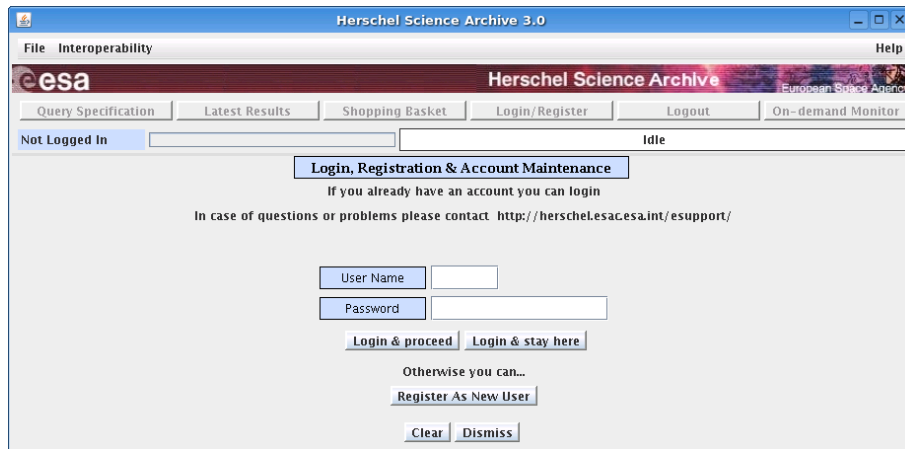 Herschel Science Archive 3.0
File Interoperability Help
esa Herschel Science Archive European Space Agency
Query Specification Latest Results Shopping Basket Login/Register Logout On-demand Monitor
Not Logged In Idle
Login, Registration & Account Maintenance
If you already have an account you can login
In case of questions or problems please contact http://herschel.esac.esa.int/esupport/
User Name
Password
Login & proceed Login & stay here
Otherwise you can...
Register As New User
Clear Dismiss